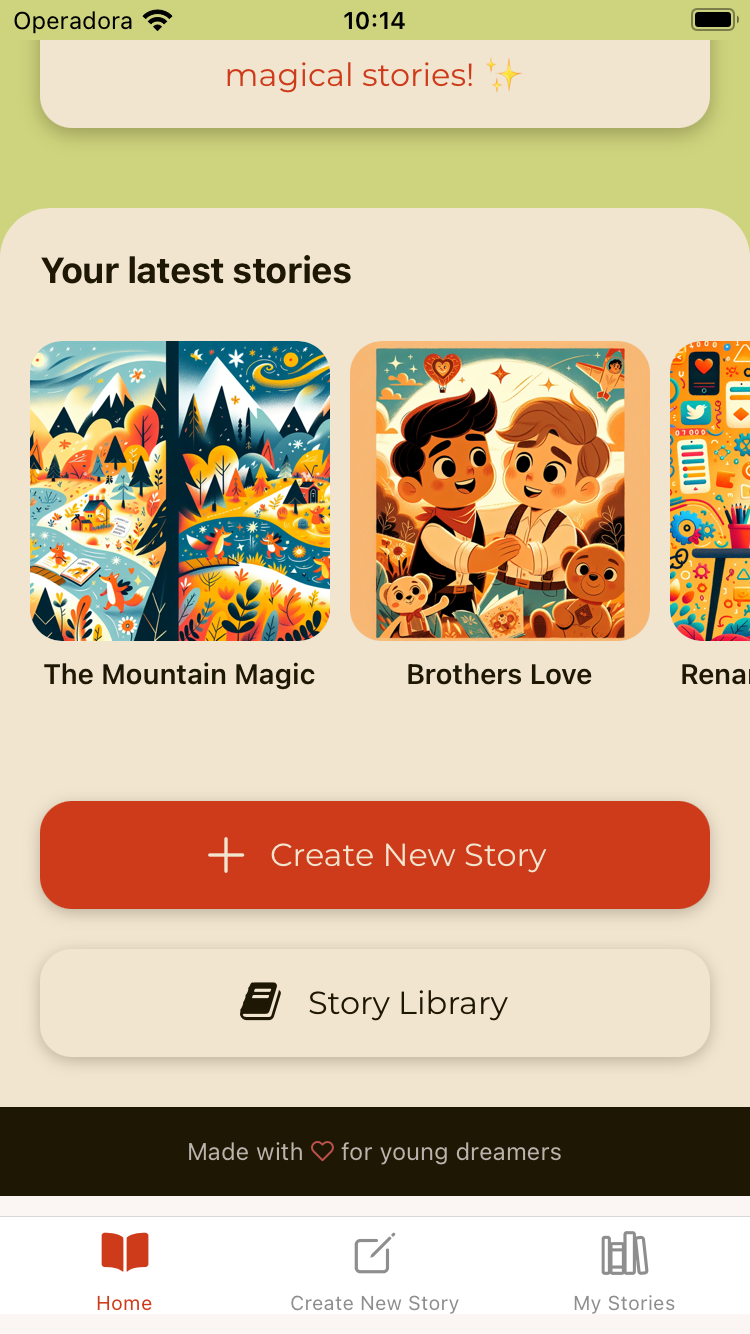 Operadora 10:14
magical stories! ✨
Your latest stories
The Mountain Magic
Brothers Love
Rena
Create New Story
Story Library
Made with ♡ for young dreamers
Home
Create New Story
My Stories